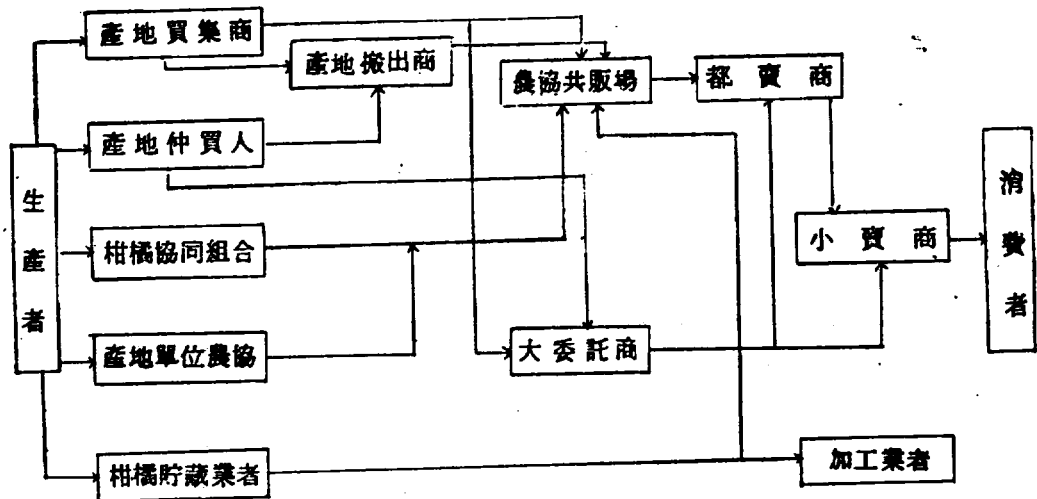 生產者
產地買集商
產地搬出商
產地仲買人
柑橘協同組合
產地單位農協
柑橘貯藏業者
農協共販場
大委託商
都賣商
小賣商
加工業者
消費者